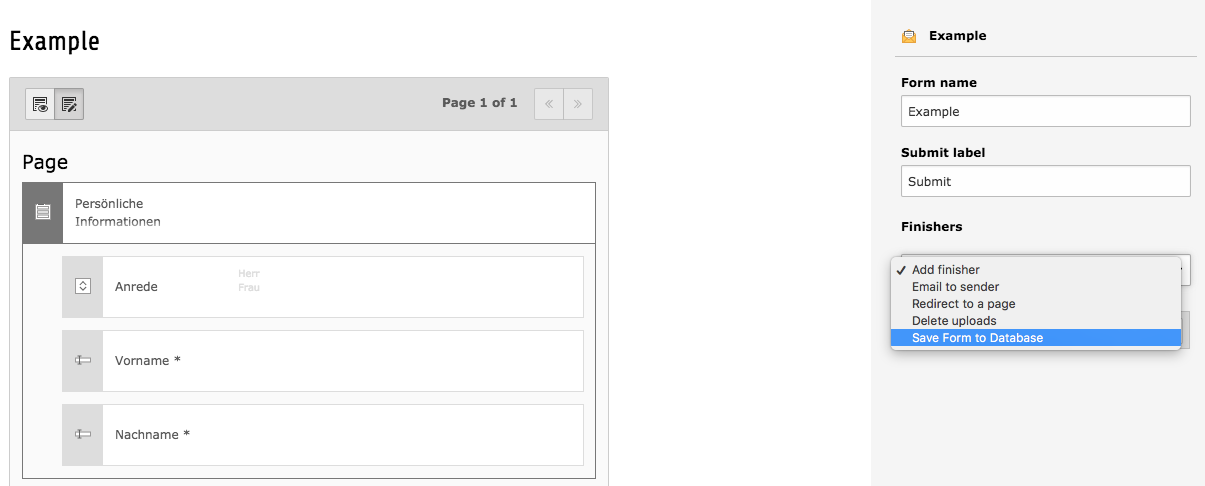 Example
Page 1 of 1
Page
Persönliche
Informationen
Anrede
Herr
Frau
Vorname *
Nachname *
Example
Form name
Example
Submit label
Submit
Finishers
Add finisher
Email to sender
Redirect to a page
Delete uploads
Save Form to Database